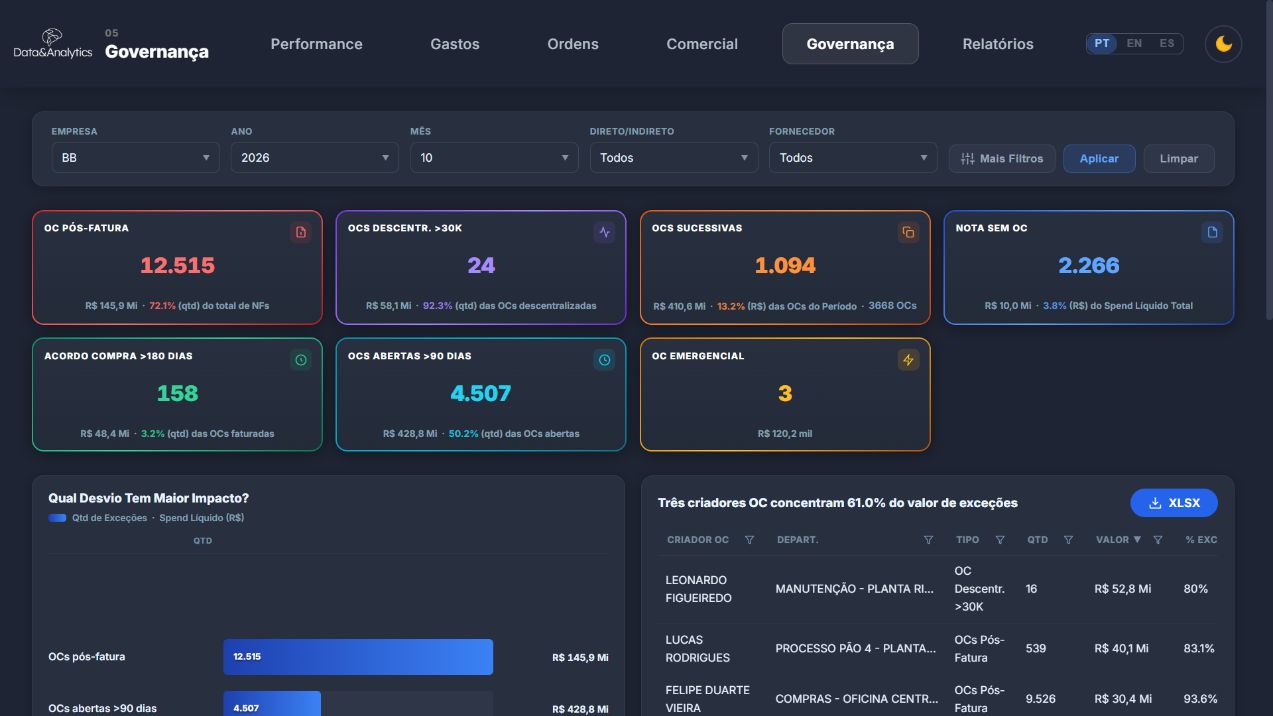 Data&Analytics
05
Governança
Performance
Gastos
Ordens
Comercial
Governança
Relatórios
PT EN ES
EMPRESA
ANO
MÊS
DIRETO/INDIRETO
FORNECEDOR
BB
2026
10
Todos
Todos
Mais Filtros
Aplicar
Limpar
OC PÓS-FATURA
12.515
R$ 145,9 Mi · 72.1% (qtd) do total de NFs
OCS DESCENTR. >30K
24
R$ 58,1 Mi · 92.3% (qtd) das OCs descentralizadas
OCS SUCESSIVAS
1.094
R$ 410,6 Mi · 13.2% (R$) das OCs do Período · 3668 OCs
NOTA SEM OC
2.266
R$ 10,0 Mi · 3.8% (R$) do Spend Líquido Total
ACORDO COMPRA >180 DIAS
158
R$ 48,4 Mi · 3.2% (qtd) das OCs faturadas
OCS ABERTAS >90 DIAS
4.507
R$ 428,8 Mi · 50.2% (qtd) das OCs abertas
OC EMERGENCIAL
3
R$ 120,2 mil
Qual Desvio Tem Maior Impacto?
Qtd de Exceções · Spend Líquido (R$)
QTD
OCs pós-fatura
12.515
R$ 145,9 Mi
OCs abertas >90 dias
4.507
R$ 428,8 Mi
Três criadores OC concentram 61.0% do valor de exceções
XLSX
CRIADOR OC
DEPART.
TIPO
QTD
VALOR ▼
% EXC
LEONARDO
FIGUEIREDO
MANUTENÇÃO - PLANTA RI...
OC
Descentr.
>30K
16
R$ 52,8 Mi
80%
LUCAS
RODRIGUES
PROCESSO PÃO 4 - PLANTA...
OCs Pós-
Fatura
539
R$ 40,1 Mi
83.1%
FELIPE DUARTE
VIEIRA
COMPRAS - OFICINA CENTR...
OCs Pós-
Fatura
9.526
R$ 30,4 Mi
93.6%